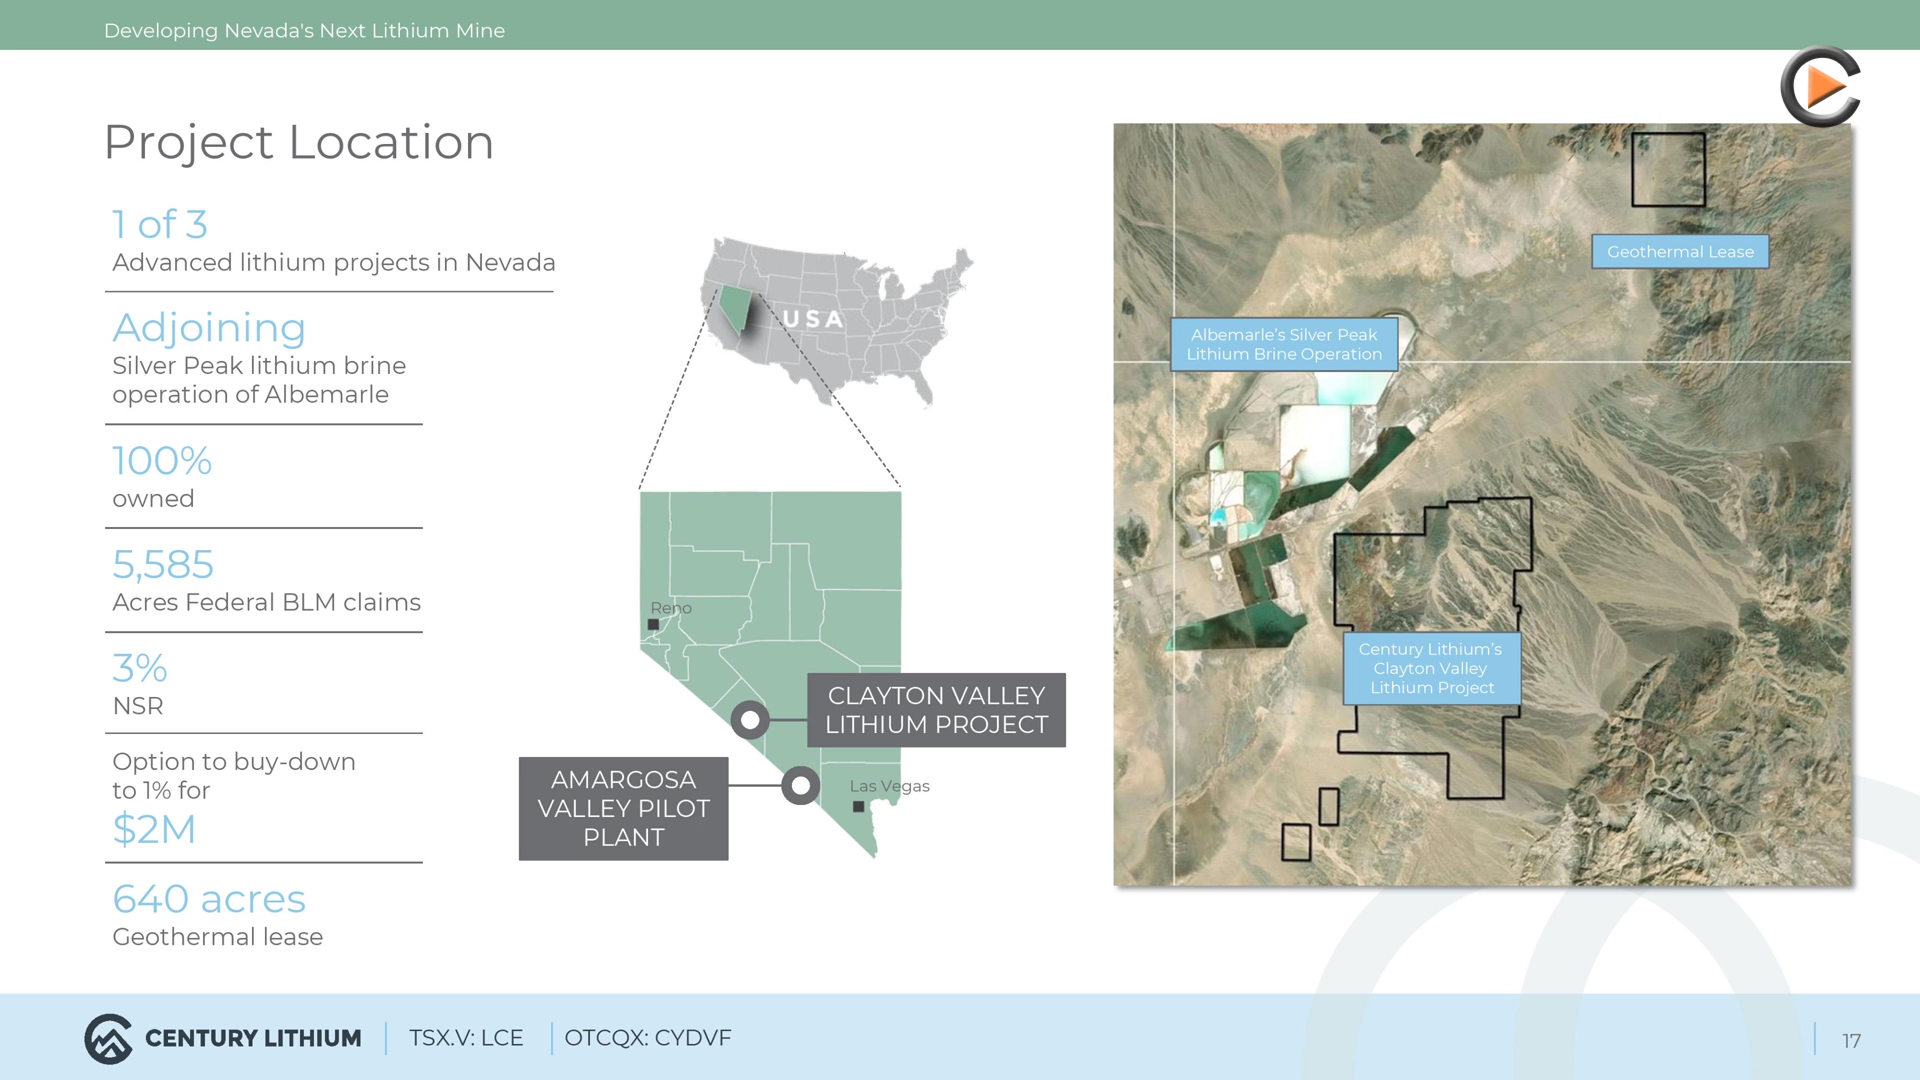 Developing Nevada's Next Lithium Mine
Project Location
1 of 3
Advanced lithium projects in Nevada
Adjoining
Silver Peak lithium brine
operation of Albemarle
100%
owned
5,585
Acres Federal BLM claims
3%
NSR
Option to buy-down
to 1% for
$2M
640 acres
Geothermal lease
USA
Reno
CLAYTON VALLEY
LITHIUM PROJECT
AMARGOSA
VALLEY PILOT
PLANT
Las Vegas
Geothermal Lease
Albemarle's Silver Peak
Lithium Brine Operation
Century Lithium's
Clayton Valley
Lithium Project
CENTURY LITHIUM
TSX.V: LCE
OTCQX: CYDVF
17